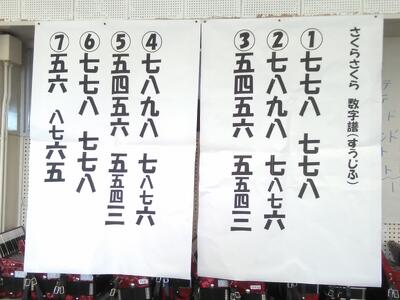 さくらさくら 数字譜(すうじふ)
① 七七八 七七八
② 七八九八 七八七六
③ 五四五六 五五四三
④ 七八九八 七八七六
⑤ 五四五六 五五四三
⑥ 七七八 七七八
⑦ 五六 八七六五